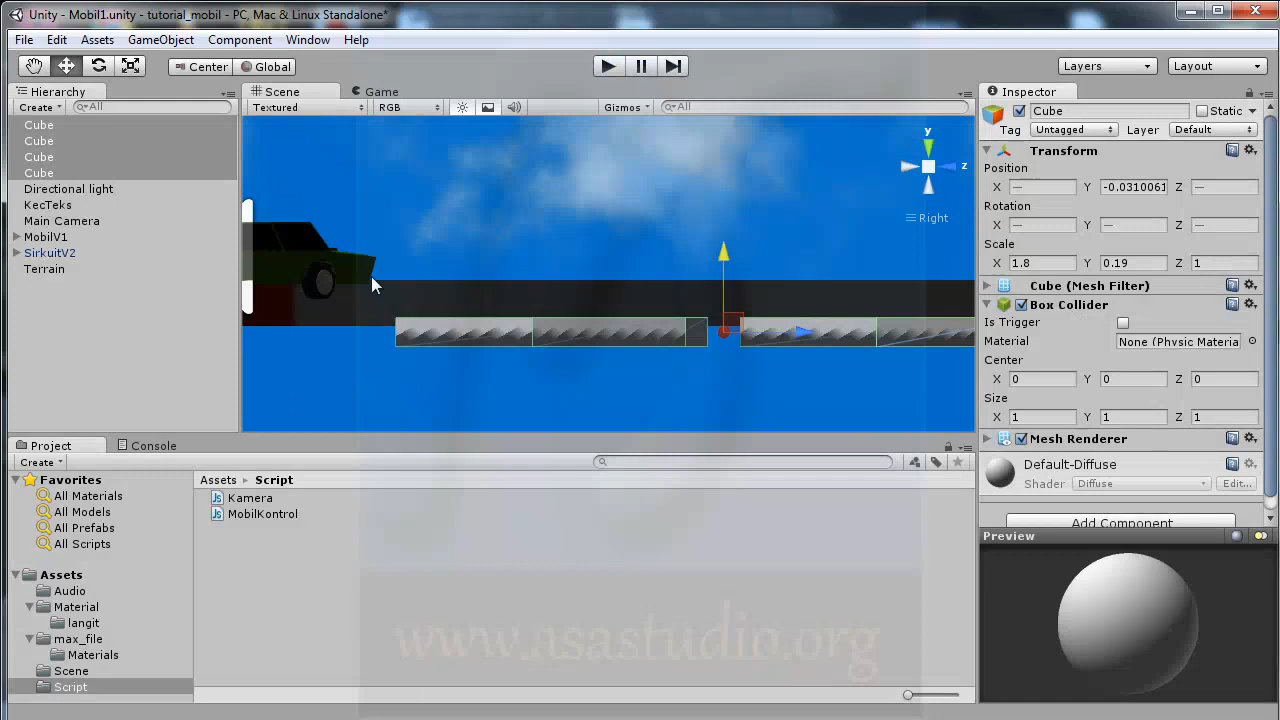 Unity - Mobil1.unity - tutorial_mobil - PC, Mac & Linux Standalone*
File Edit Assets GameObject Component Window Help
Center Global Layers Layout
Hierarchy
Create All
Cube
Cube
Cube
Cube
Directional light
KecTeks
Main Camera
MobilV1
SirkuitV2
Terrain
Scene Game
Textured RGB Gizmos All
y
z
Right
Inspector
Cube Static
Tag Untagged Layer Default
Transform
Position
X — Y -0.0310061 Z —
Rotation
X — Y — Z —
Scale
X 1.8 Y 0.19 Z 1
Cube (Mesh Filter)
Box Collider
Is Trigger
Material None (Physic Materia
Center
X 0 Y 0 Z 0
Size
X 1 Y 1 Z 1
Mesh Renderer
Default-Diffuse
Shader Diffuse Edit...
Add Component
Preview
Project Console
Create
Favorites
All Materials
All Models
All Prefabs
All Scripts
Assets
Audio
Material
langit
max_file
Materials
Scene
Script
Assets Script
Kamera
MobilKontrol
www.asastudio.org